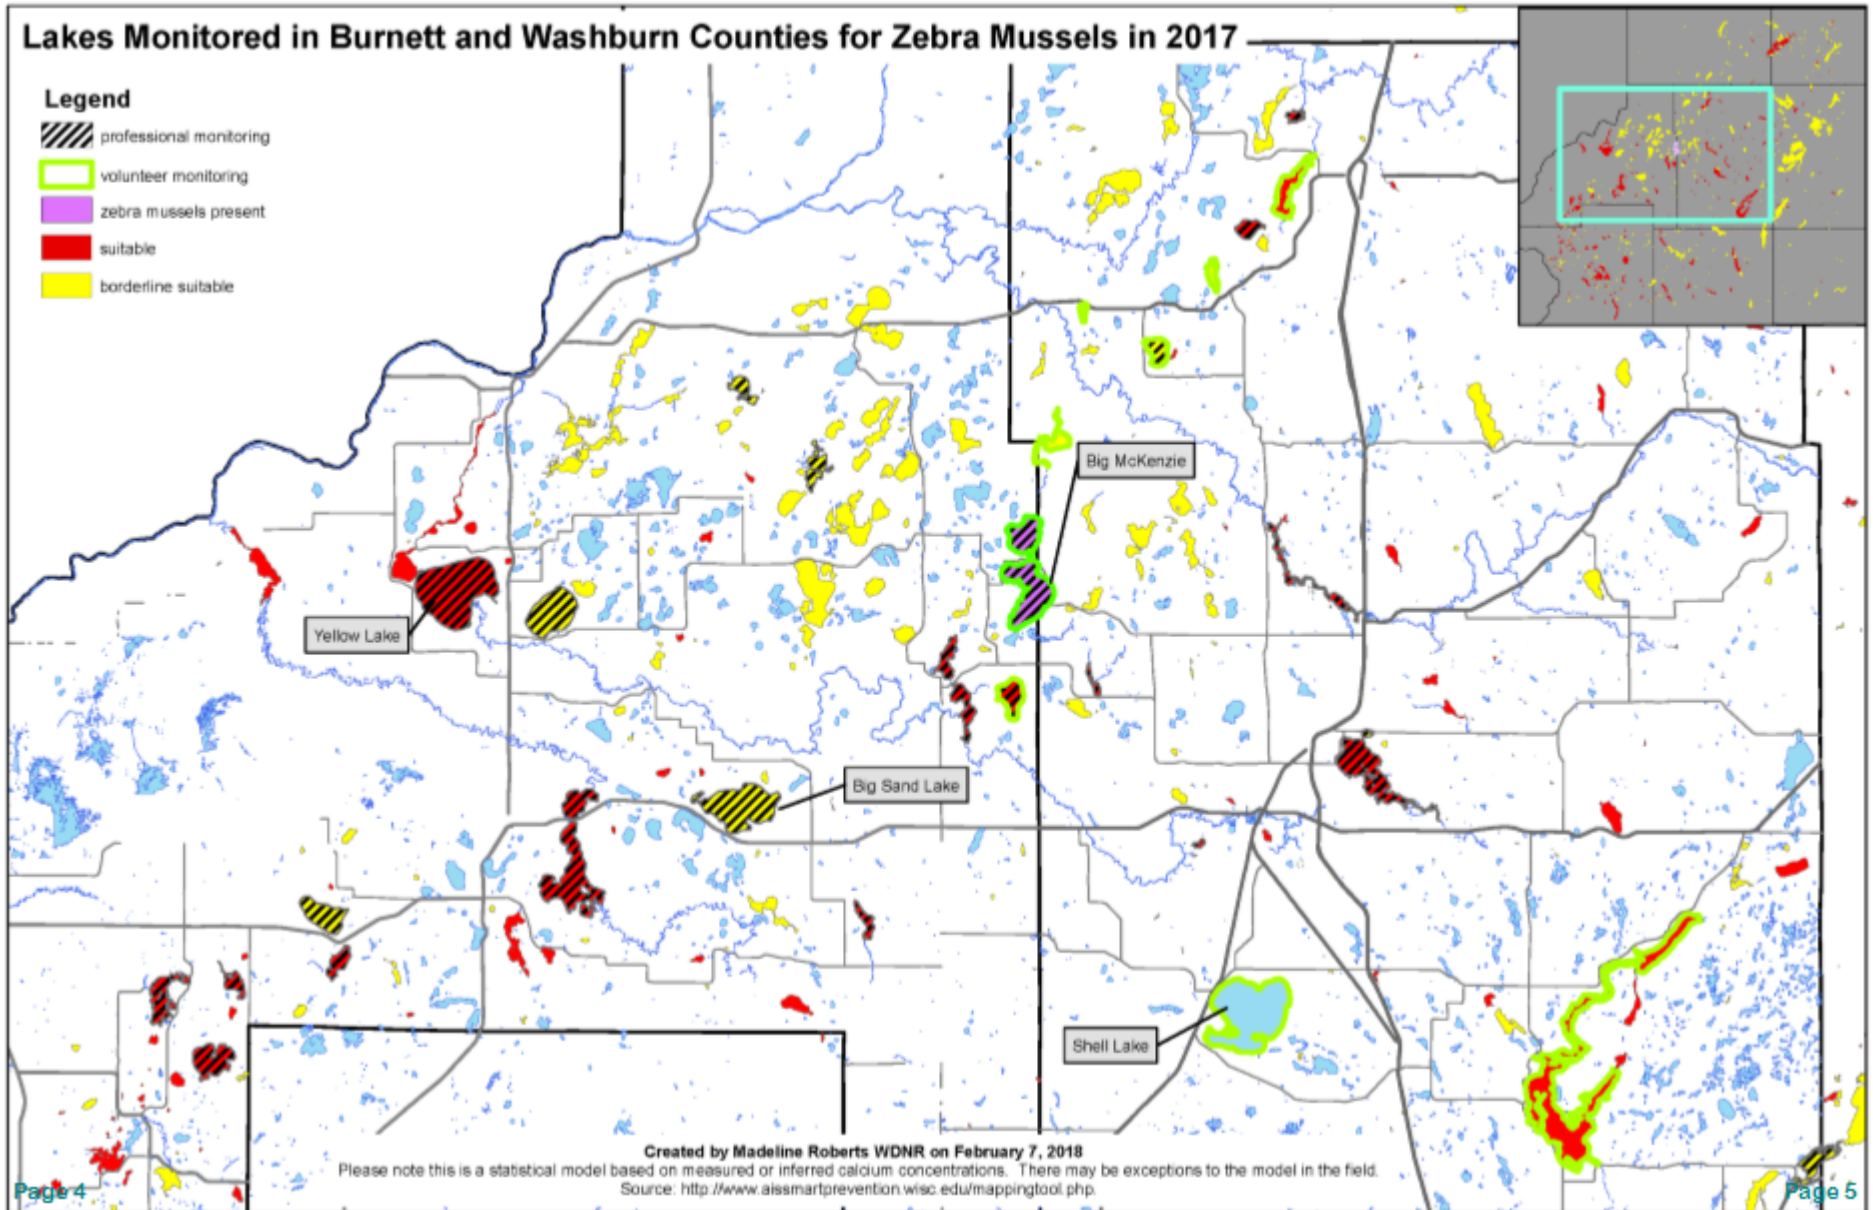 Lakes Monitored in Burnett and Washburn Counties for Zebra Mussels in 2017
Legend
professional monitoring
volunteer monitoring
zebra mussels present
suitable
borderline suitable
Big McKenzie
Yellow Lake
Big Sand Lake
Shell Lake
Created by Madeline Roberts WDNR on February 7, 2018
Please note this is a statistical model based on measured or inferred calcium concentrations. There may be exceptions to the model in the field.
Source: http://www.aissmartprevention.wisc.edu/mappingtool.php.
Page 4
Page 5